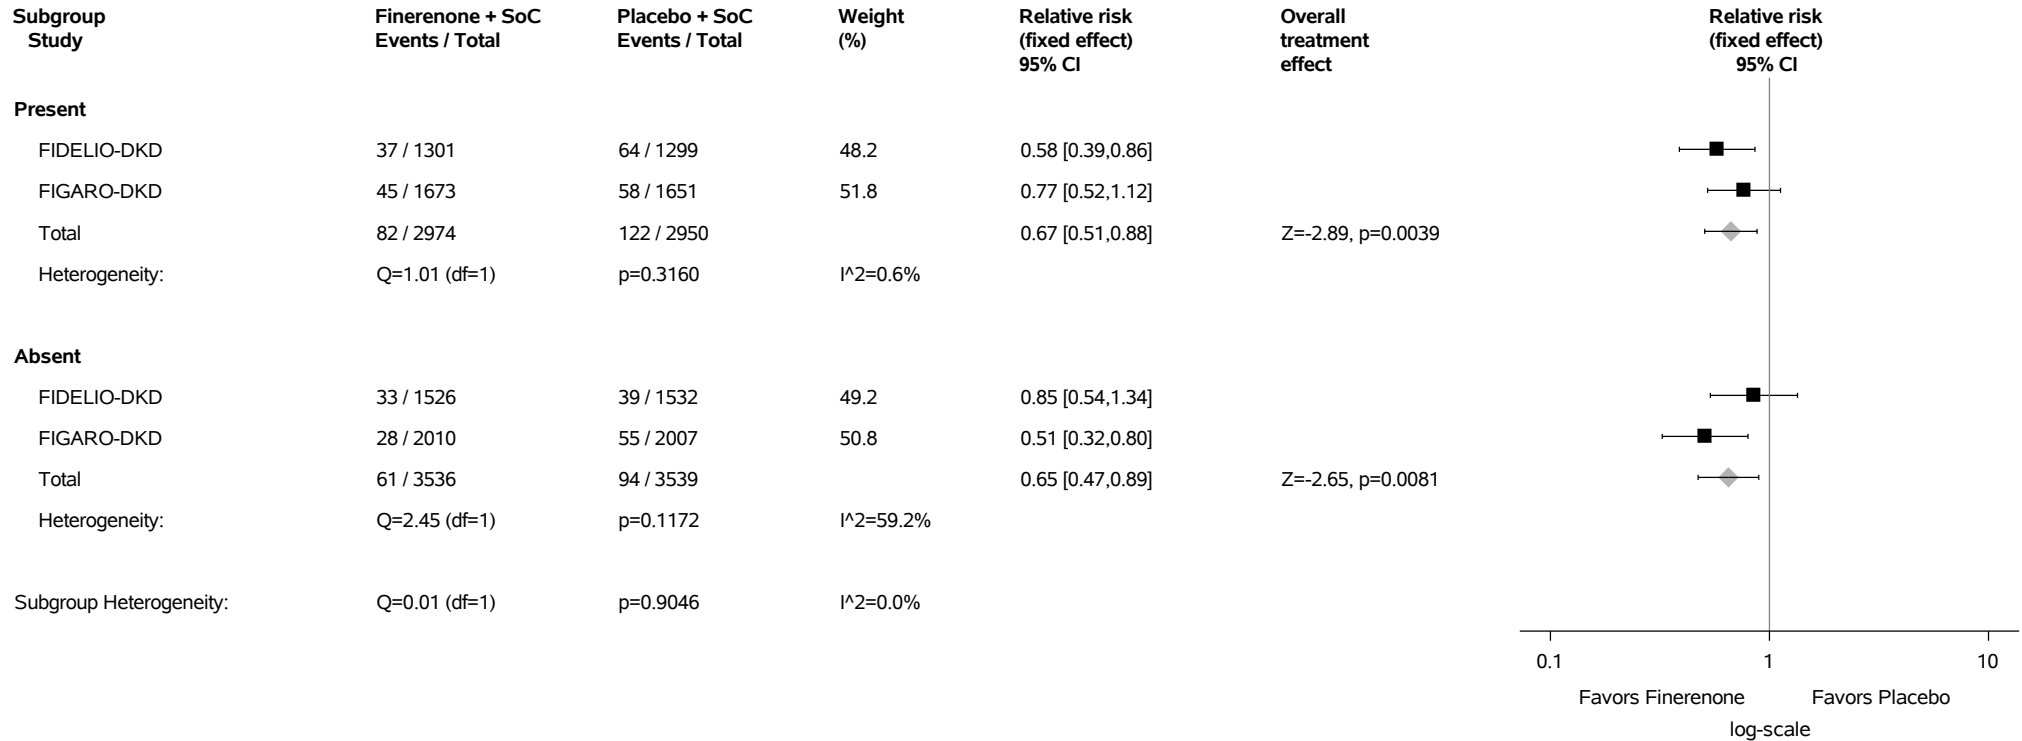 Subgroup Finerenone + SoC Placebo + SoC Weight Relative risk Overall Relative risk
Study Events / Total Events / Total (%) (fixed effect) treatment (fixed effect)
95% CI effect 95% CI
Present
FIDELIO-DKD 37 / 1301 64 / 1299 48.2 0.58 [0.39,0.86]
FIGARO-DKD 45 / 1673 58 / 1651 51.8 0.77 [0.52,1.12]
Total 82 / 2974 122 / 2950 0.67 [0.51,0.88] Z=-2.89, p=0.0039
Heterogeneity: Q=1.01 (df=1) p=0.3160 I^2=0.6%
Absent
FIDELIO-DKD 33 / 1526 39 / 1532 49.2 0.85 [0.54,1.34]
FIGARO-DKD 28 / 2010 55 / 2007 50.8 0.51 [0.32,0.80]
Total 61 / 3536 94 / 3539 0.65 [0.47,0.89] Z=-2.65, p=0.0081
Heterogeneity: Q=2.45 (df=1) p=0.1172 I^2=59.2%
Subgroup Heterogeneity: Q=0.01 (df=1) p=0.9046 I^2=0.0%
0.1 1 10
Favors Finerenone Favors Placebo
log-scale